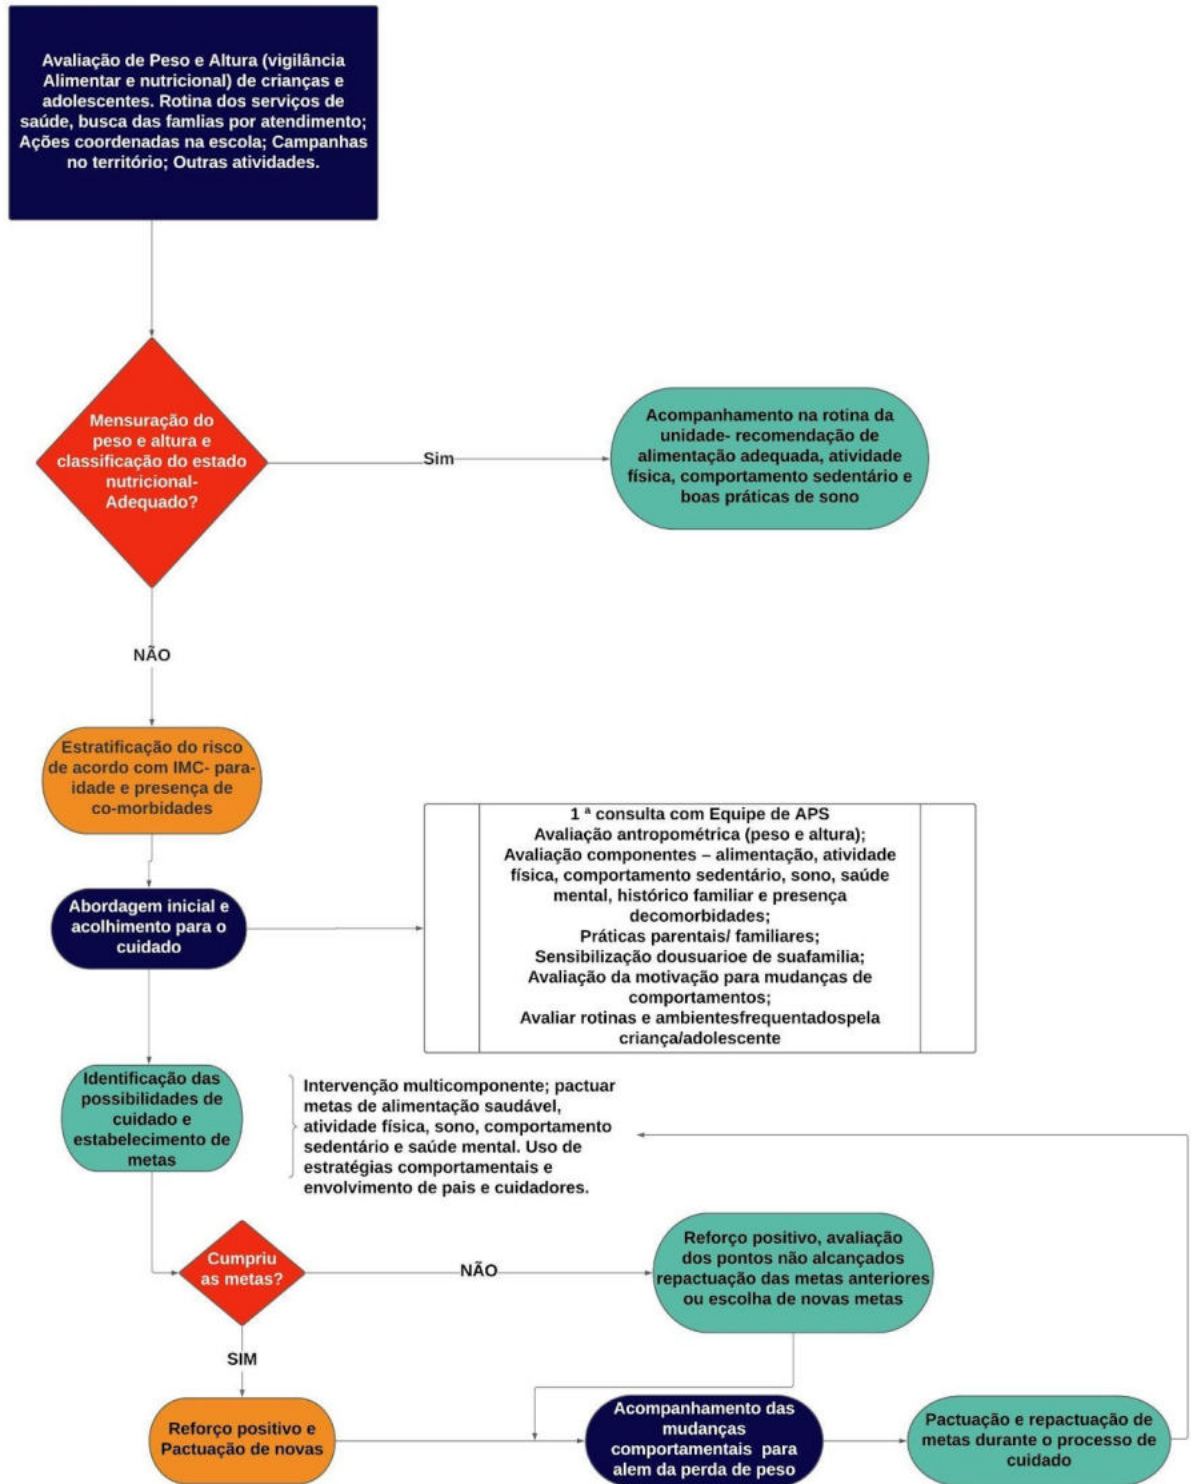 Avaliação de Peso e Altura (vigilância
Alimentar e nutricional) de crianças e
adolescentes. Rotina dos serviços de
saúde, busca das famlias por atendimento;
Ações coordenadas na escola; Campanhas
no território; Outras atividades.
Mensuração do
peso e altura e
classificação do estado
nutricional-
Adequado?
Sim
Acompanhamento na rotina da
unidade- recomendação de
alimentação adequada, atividade
física, comportamento sedentário e
boas práticas de sono
NÃO
Estratificação do risco
de acordo com IMC- para-
idade e presença de
co-morbidades
Abordagem inicial e
acolhimento para o
cuidado
1 ª consulta com Equipe de APS
Avaliação antropométrica (peso e altura);
Avaliação componentes – alimentação, atividade
física, comportamento sedentário, sono, saúde
mental, histórico familiar e presença
decomorbidades;
Práticas parentais/ familiares;
Sensibilização dousuarioe de suafamilia;
Avaliação da motivação para mudanças de
comportamentos;
Avaliar rotinas e ambientesfrequentadospela
criança/adolescente
Identificação das
possibilidades de
cuidado e
estabelecimento de
metas
Intervenção multicomponente; pactuar
metas de alimentação saudável,
atividade física, sono, comportamento
sedentário e saúde mental. Uso de
estratégias comportamentais e
envolvimento de pais e cuidadores.
Cumpriu
as metas?
NÃO
Reforço positivo, avaliação
dos pontos não alcançados
repactuação das metas anteriores
ou escolha de novas metas
SIM
Reforço positivo e
Pactuação de novas
Acompanhamento das
mudanças
comportamentais para
alem da perda de peso
Pactuação e repactuação de
metas durante o processo de
cuidado